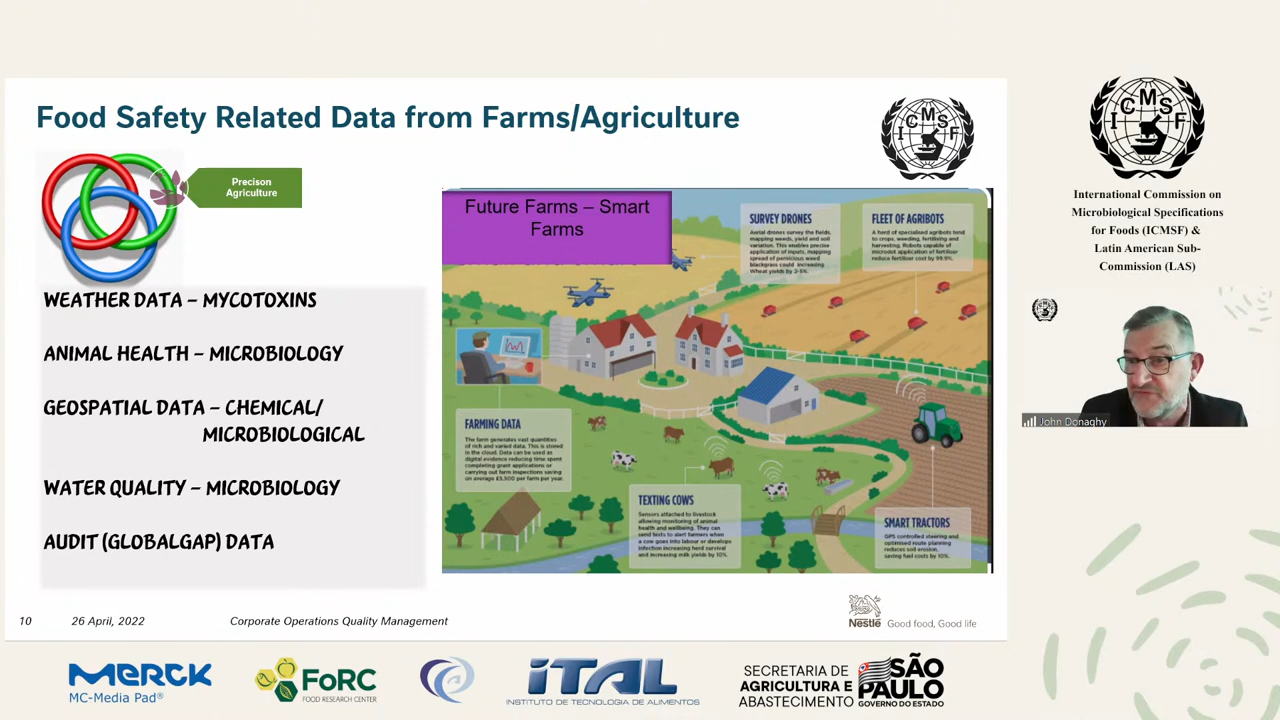 Food Safety Related Data from Farms/Agriculture
ICMSF
Precison
Agriculture
WEATHER DATA – MYCOTOXINS
ANIMAL HEALTH – MICROBIOLOGY
GEOSPATIAL DATA – CHEMICAL/
MICROBIOLOGICAL
WATER QUALITY – MICROBIOLOGY
AUDIT (GLOBALGAP) DATA
Future Farms – Smart
Farms
SURVEY DRONES
Aerial drones survey the fields,
mapping weeds, yield and soil
variation. This enables precise
application of inputs, mapping
spread of pernicious weed
blackgrass could increasing
Wheat yields by 2-5%.
FLEET OF AGRIBOTS
A herd of specialised agribots tend
to crops, weeding, fertilising and
harvesting. Robots capable of
microdot application of fertiliser
reduce fertiliser cost by 99.9%.
FARMING DATA
The farm generates vast quantities
of rich and varied data. This is stored
in the cloud. Data can be used as
digital evidence reducing time spent
completing grant applications or
carrying out farm inspections saving
on average £5,500 per farm per year.
TEXTING COWS
Sensors attached to livestock
allowing monitoring of animal
health and wellbeing. They can
send texts to alert farmers when
a cow goes into labour or develops
infection increasing herd survival
and increasing milk yields by 10%.
SMART TRACTORS
GPS controlled steering and
optimised route planning
reduces soil erosion,
saving fuel costs by 10%.
10 26 April, 2022 Corporate Operations Quality Management
Nestlé Good food, Good life
ICMSF
International Commission on
Microbiological Specifications
for Foods (ICMSF) &
Latin American Sub-
Commission (LAS)
John Donaghy
MERCK
MC-Media Pad®
FoRC
FOOD RESEARCH CENTER
iTAL
INSTITUTO DE TECNOLOGIA DE ALIMENTOS
SECRETARIA DE
AGRICULTURA E
ABASTECIMENTO
SÃO
PAULO
GOVERNO DO ESTADO